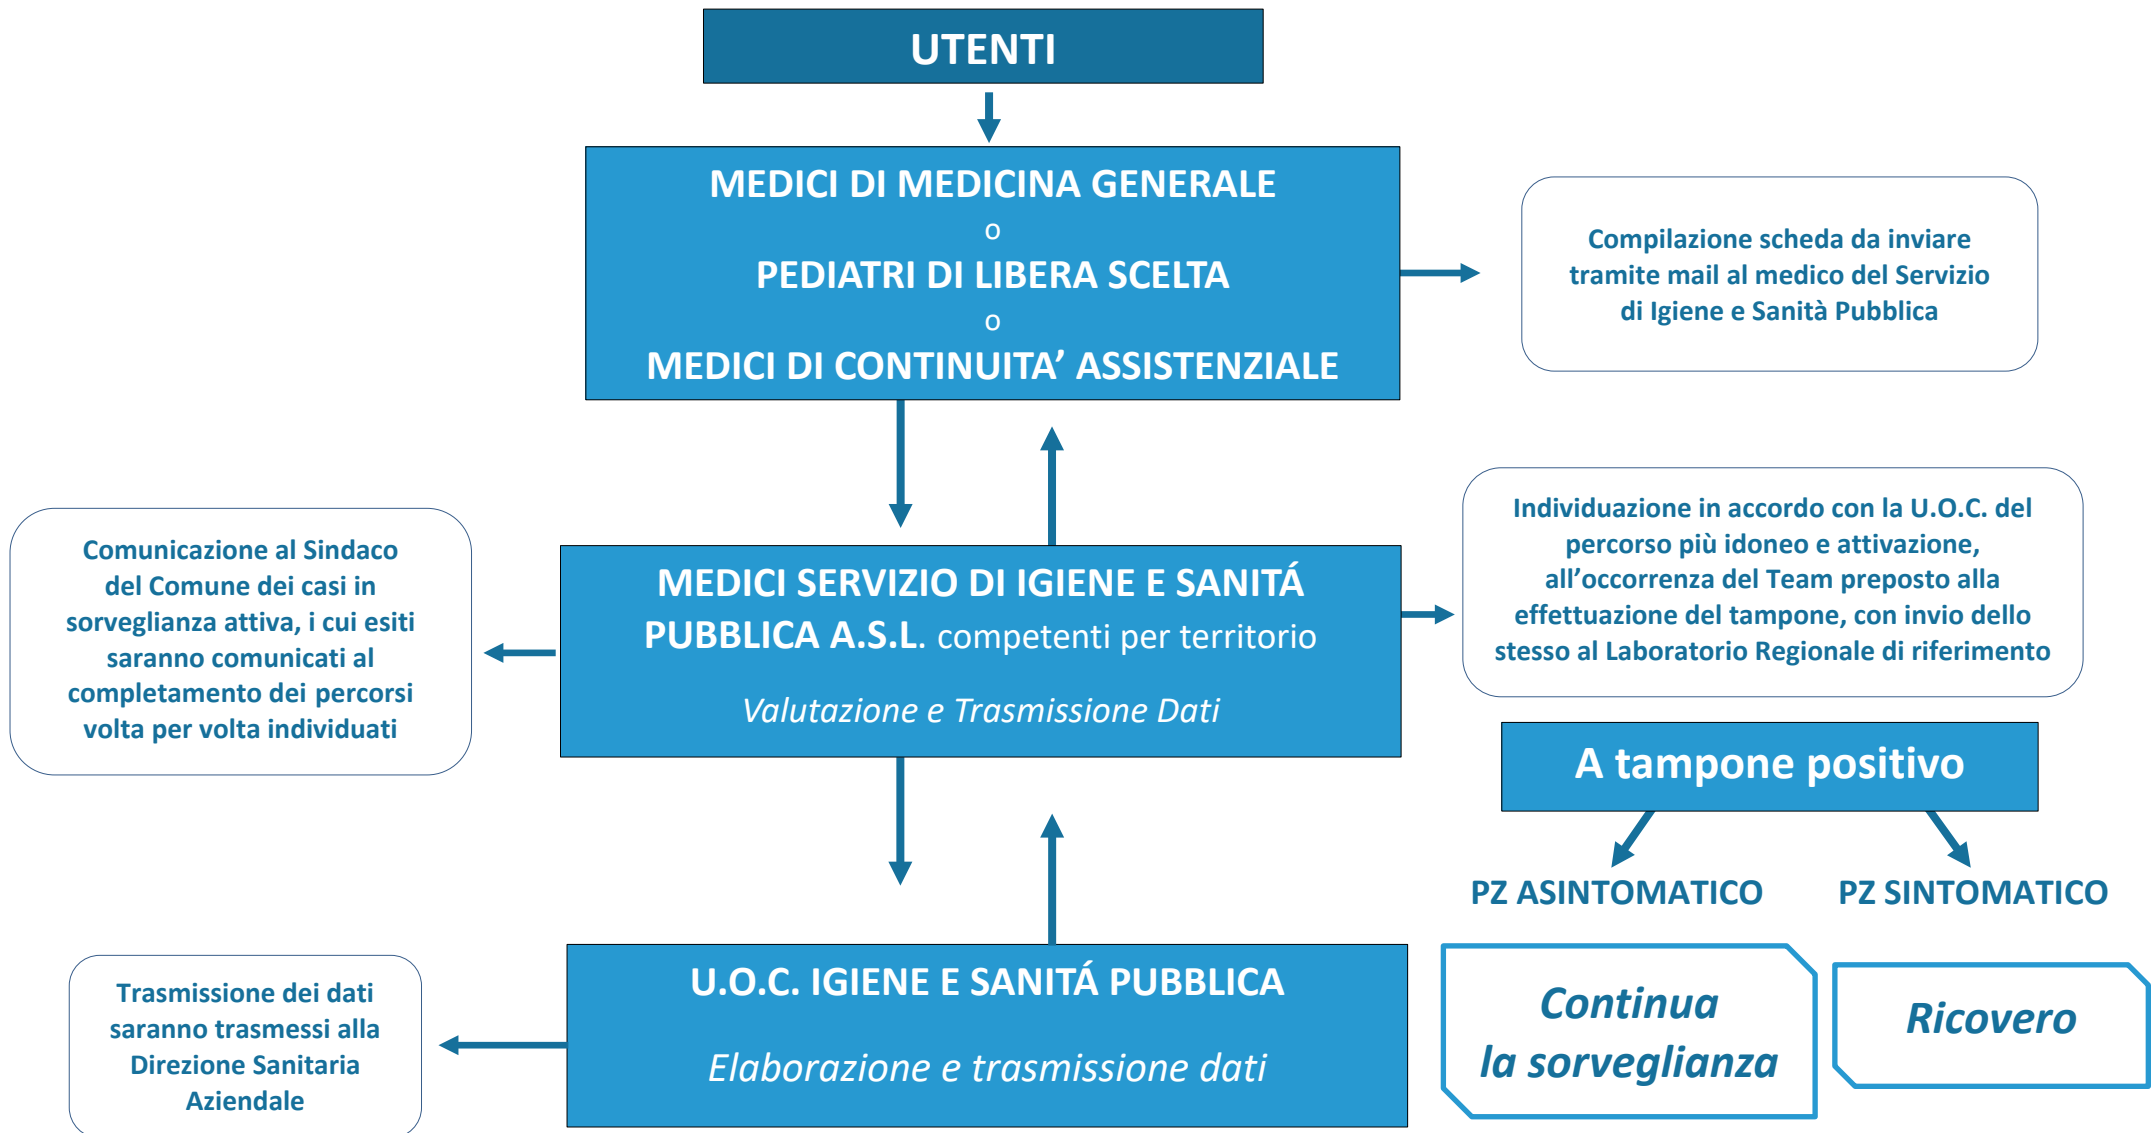 UTENTI
MEDICI DI MEDICINA GENERALE
o
PEDIATRI DI LIBERA SCELTA
o
MEDICI DI CONTINUITA’ ASSISTENZIALE
Compilazione scheda da inviare
tramite mail al medico del Servizio
di Igiene e Sanità Pubblica
Comunicazione al Sindaco
del Comune dei casi in
sorveglianza attiva, i cui esiti
saranno comunicati al
completamento dei percorsi
volta per volta individuati
MEDICI SERVIZIO DI IGIENE E SANITÁ
PUBBLICA A.S.L. competenti per territorio
Valutazione e Trasmissione Dati
Individuazione in accordo con la U.O.C. del
percorso più idoneo e attivazione,
all’occorrenza del Team preposto alla
effettuazione del tampone, con invio dello
stesso al Laboratorio Regionale di riferimento
A tampone positivo
PZ ASINTOMATICO
PZ SINTOMATICO
Continua
la sorveglianza
Ricovero
Trasmissione dei dati
saranno trasmessi alla
Direzione Sanitaria
Aziendale
U.O.C. IGIENE E SANITÁ PUBBLICA
Elaborazione e trasmissione dati